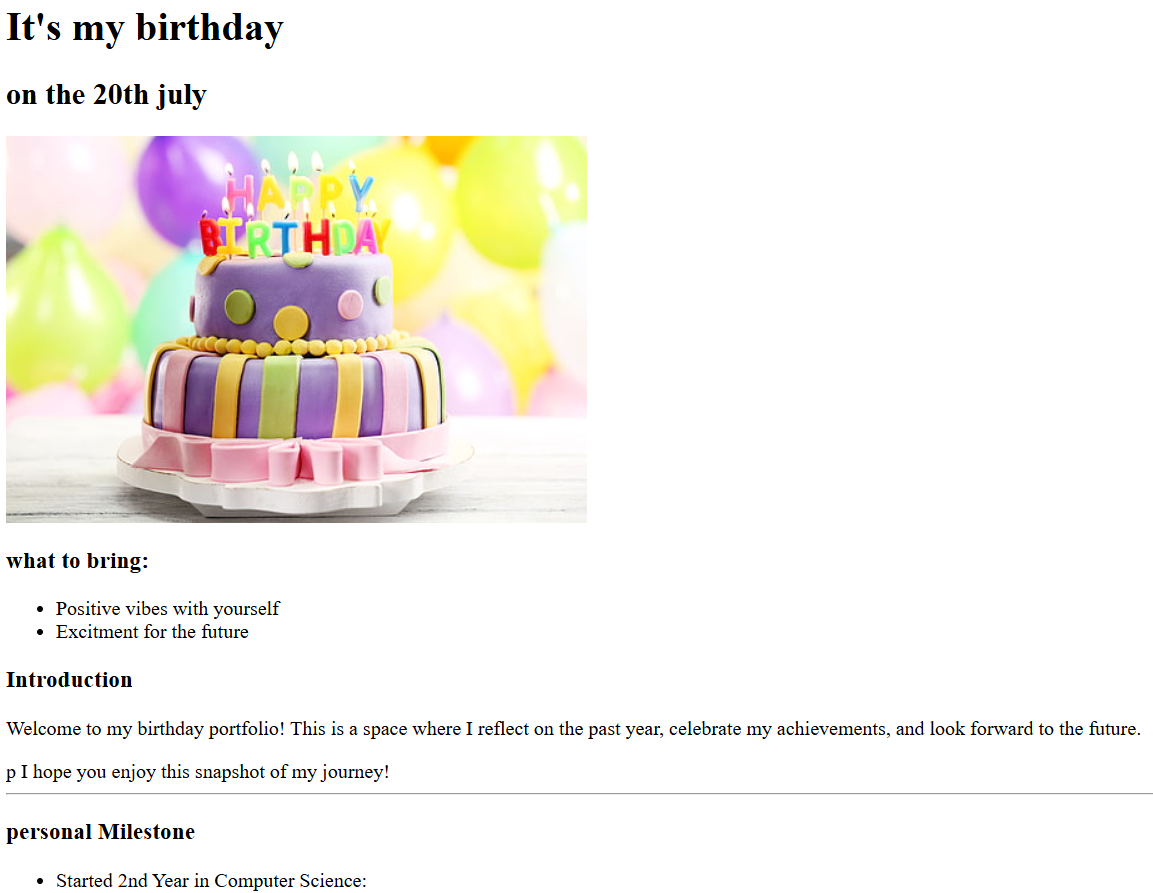 It's my birthday
on the 20th july
HAPPY
BIRTHDAY
what to bring:
Positive vibes with yourself
Excitment for the future
Introduction
Welcome to my birthday portfolio! This is a space where I reflect on the past year, celebrate my achievements, and look forward to the future.
p I hope you enjoy this snapshot of my journey!
personal Milestone
Started 2nd Year in Computer Science: